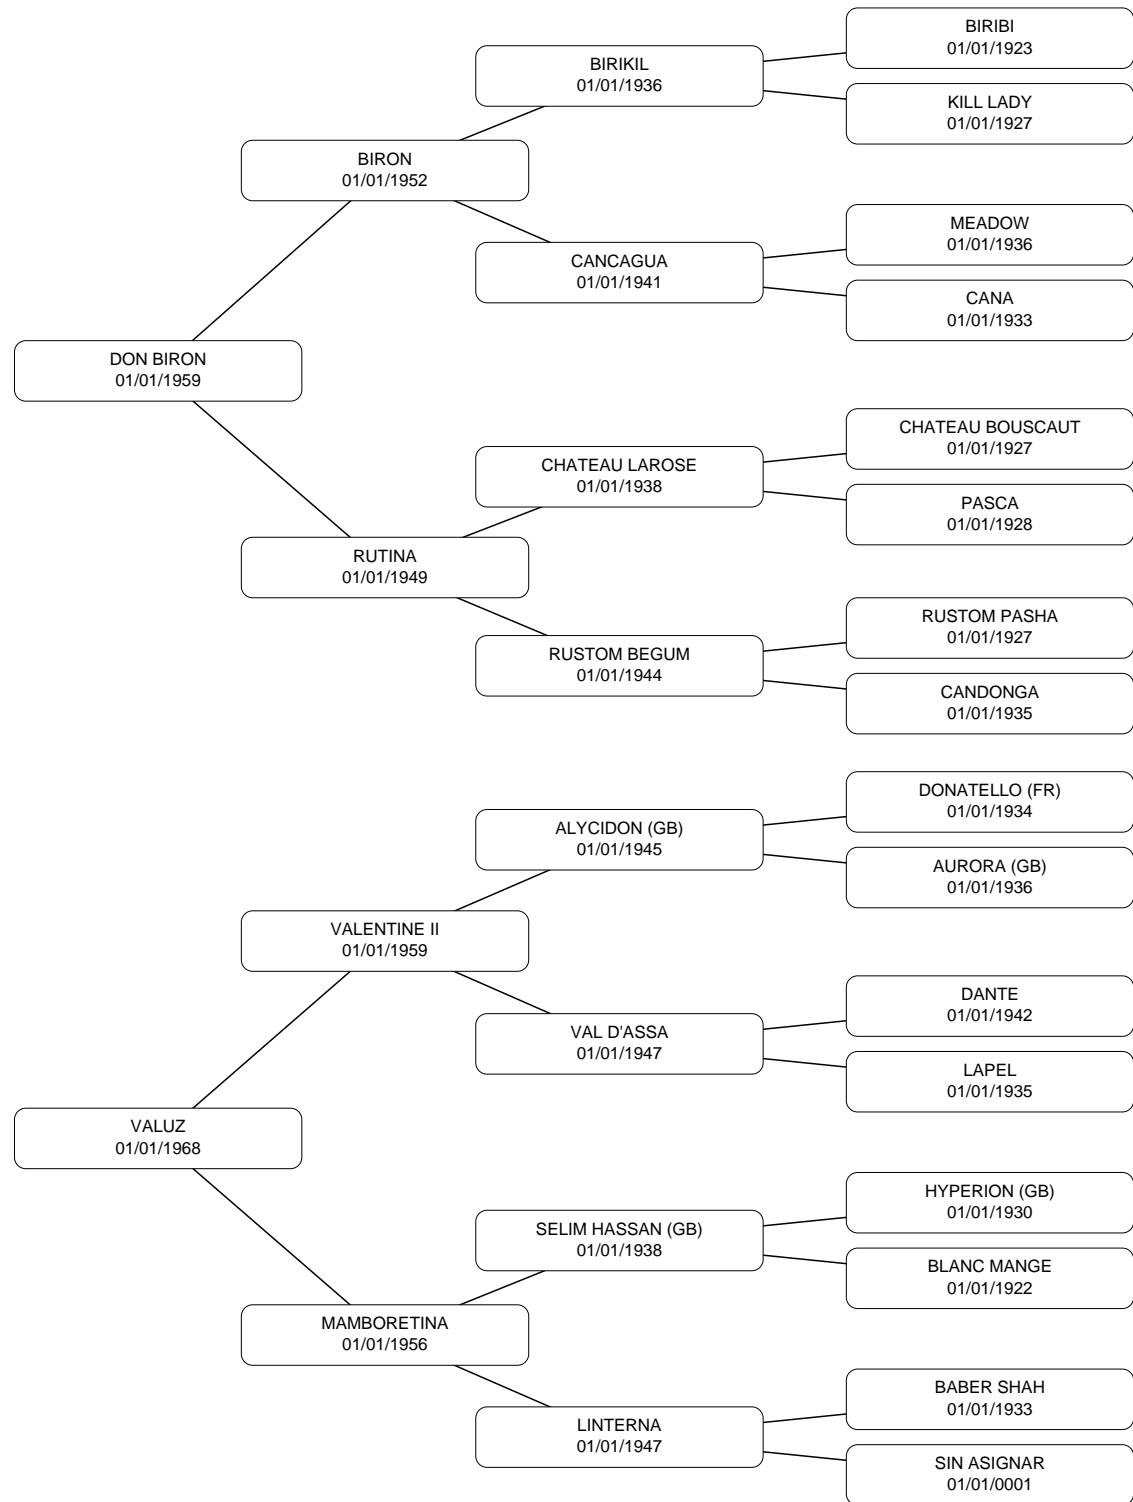 BIRIBI
01/01/1923
BIRIKIL
01/01/1936
KILL LADY
01/01/1927
BIRON
01/01/1952
MEADOW
01/01/1936
CANCAGUA
01/01/1941
CANA
01/01/1933
DON BIRON
01/01/1959
CHATEAU BOUSCAUT
01/01/1927
CHATEAU LAROSE
01/01/1938
PASCA
01/01/1928
RUTINA
01/01/1949
RUSTOM PASHA
01/01/1927
RUSTOM BEGUM
01/01/1944
CANDONGA
01/01/1935
DONATELLO (FR)
01/01/1934
ALYCIDON (GB)
01/01/1945
AURORA (GB)
01/01/1936
VALENTINE II
01/01/1959
DANTE
01/01/1942
VAL D'ASSA
01/01/1947
LAPEL
01/01/1935
VALUZ
01/01/1968
HYPERION (GB)
01/01/1930
SELIM HASSAN (GB)
01/01/1938
BLANC MANGE
01/01/1922
MAMBORETINA
01/01/1956
BABER SHAH
01/01/1933
LINTERNA
01/01/1947
SIN ASIGNAR
01/01/0001